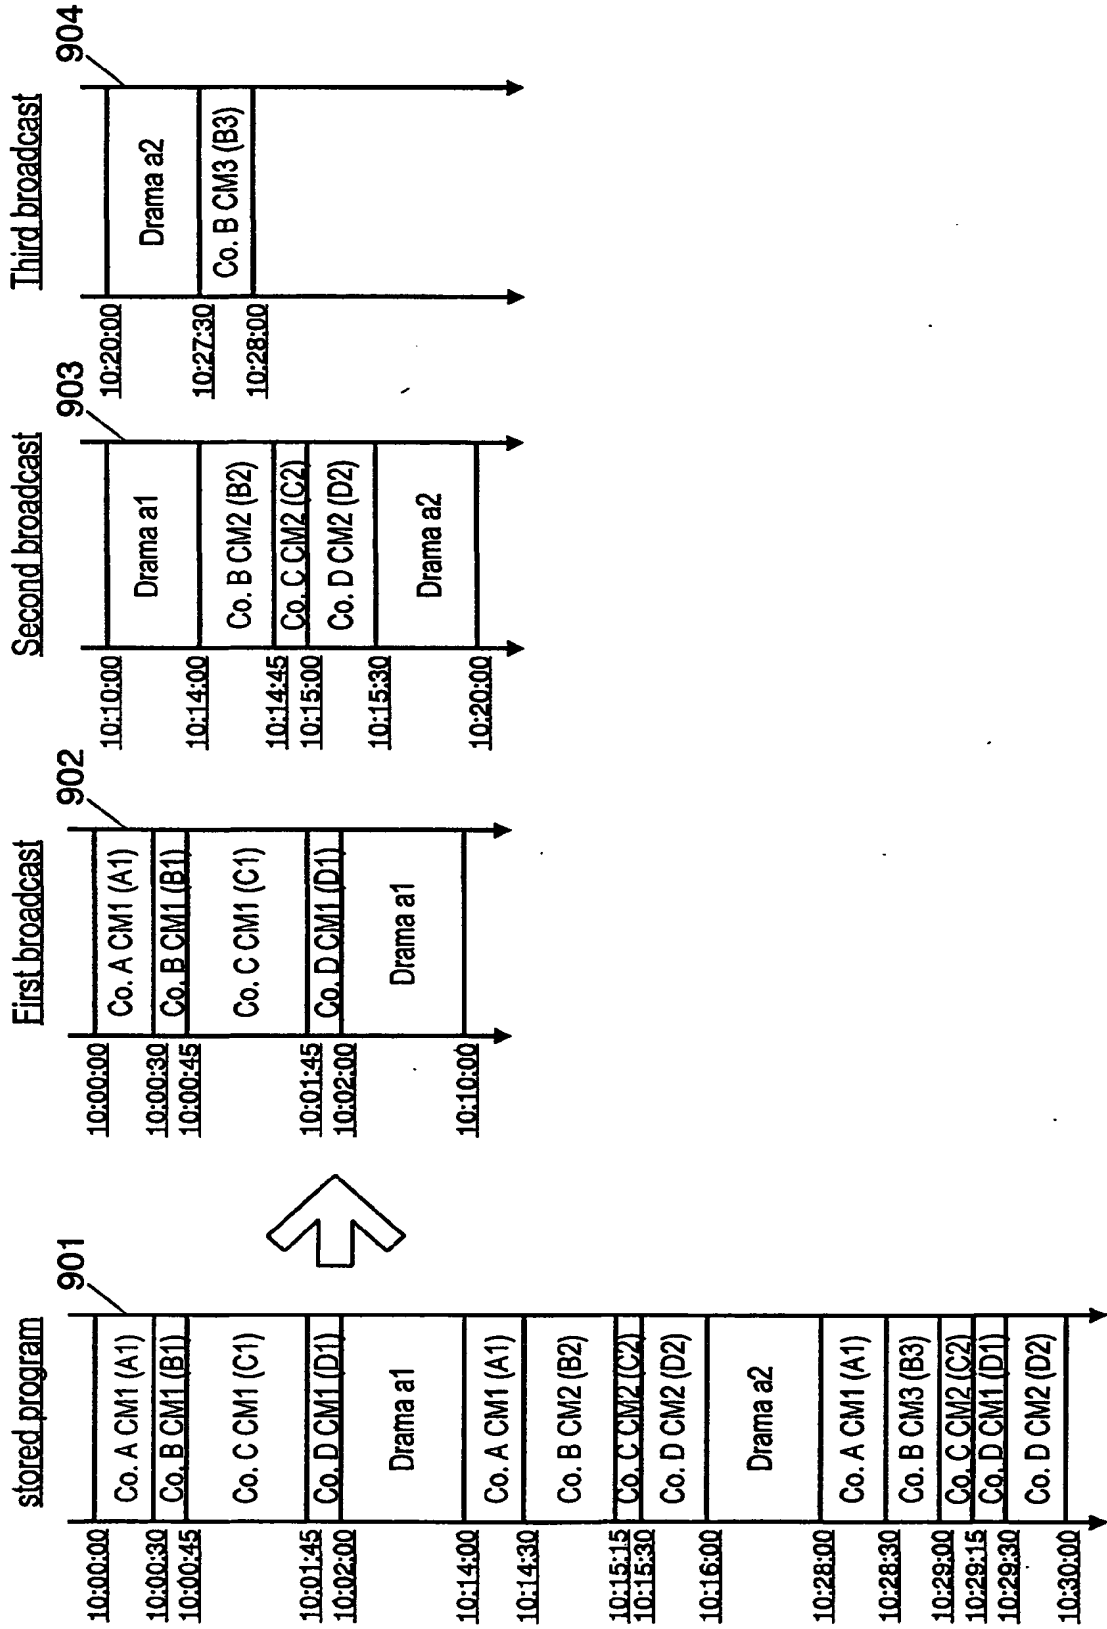 stored program
901
10:00:00
Co. A CM1 (A1)
10:00:30
Co. B CM1 (B1)
10:00:45
Co. C CM1 (C1)
10:01:45
Co. D CM1 (D1)
10:02:00
Drama a1
10:14:00
Co. A CM1 (A1)
10:14:30
Co. B CM2 (B2)
10:15:15
Co. C CM2 (C2)
10:15:30
Co. D CM2 (D2)
10:16:00
Drama a2
10:28:00
Co. A CM1 (A1)
10:28:30
Co. B CM3 (B3)
10:29:00
Co. C CM2 (C2)
10:29:15
Co. D CM1 (D1)
10:29:30
Co. D CM2 (D2)
10:30:00
First broadcast
902
10:00:00
Co. A CM1 (A1)
10:00:30
Co. B CM1 (B1)
10:00:45
Co. C CM1 (C1)
10:01:45
Co. D CM1 (D1)
10:02:00
Drama a1
10:10:00
Second broadcast
903
10:10:00
Drama a1
10:14:00
Co. B CM2 (B2)
10:14:45
Co. C CM2 (C2)
10:15:00
Co. D CM2 (D2)
10:15:30
Drama a2
10:20:00
Third broadcast
904
10:20:00
Drama a2
10:27:30
Co. B CM3 (B3)
10:28:00